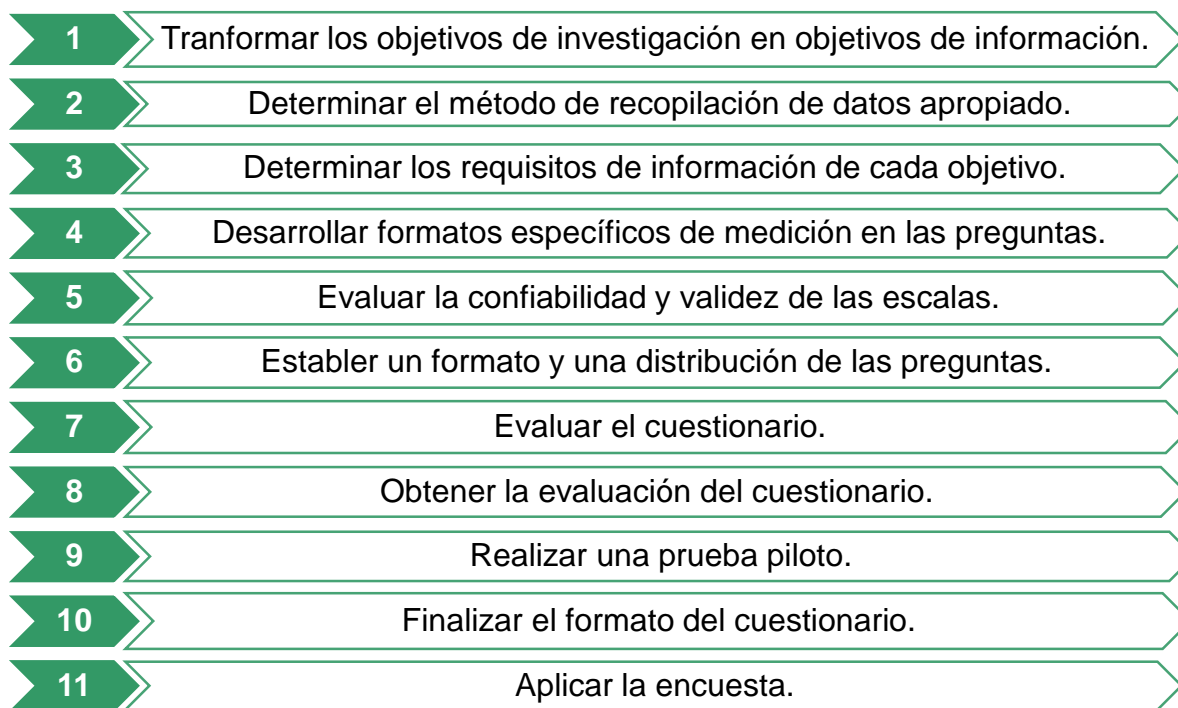 1 Tranformar los objetivos de investigación en objetivos de información.
2 Determinar el método de recopilación de datos apropiado.
3 Determinar los requisitos de información de cada objetivo.
4 Desarrollar formatos específicos de medición en las preguntas.
5 Evaluar la confiabilidad y validez de las escalas.
6 Establer un formato y una distribución de las preguntas.
7 Evaluar el cuestionario.
8 Obtener la evaluación del cuestionario.
9 Realizar una prueba piloto.
10 Finalizar el formato del cuestionario.
11 Aplicar la encuesta.